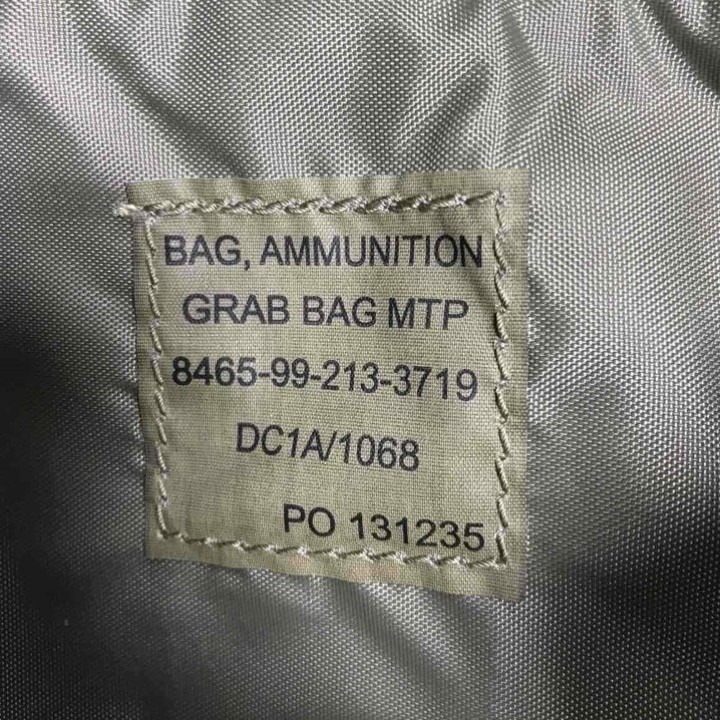 BAG, AMMUNITION
GRAB BAG MTP
8465-99-213-3719
DC1A/1068
PO 131235